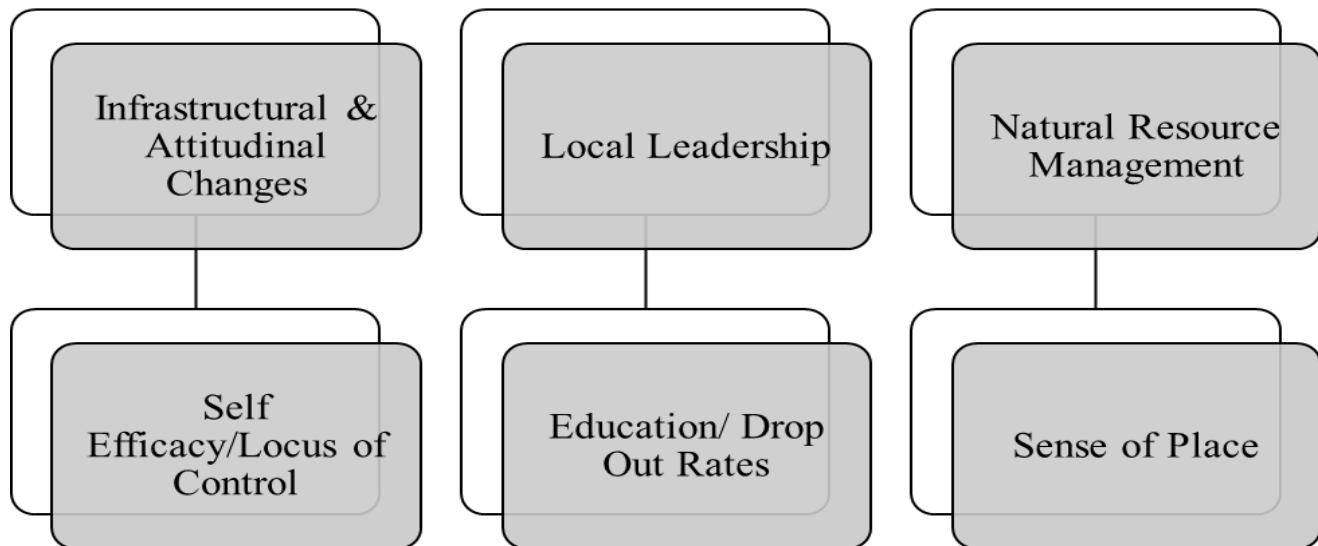 Infrastructural &
Attitudinal
Changes
Local Leadership
Natural Resource
Management
Self
Efficacy/Locus of
Control
Education/ Drop
Out Rates
Sense of Place